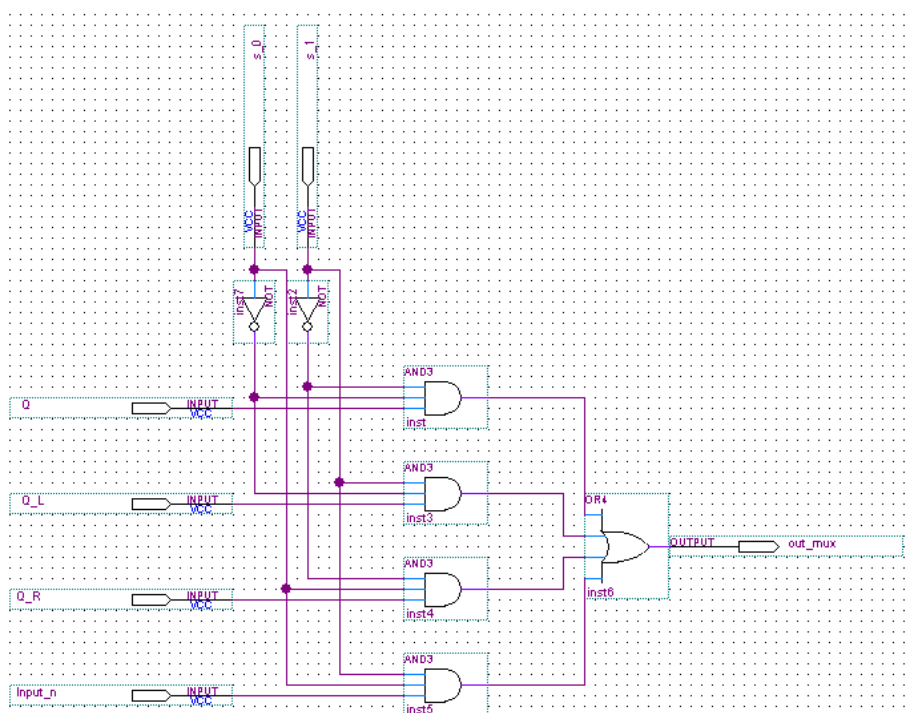 s_0
s_1
VCC
INPUT
VCC
INPUT
inst7
NOT
inst2
NOT
AND3
Q
INPUT
VCC
inst
AND3
Q_L
INPUT
VCC
inst3
OR4
OUTPUT
out_mux
AND3
Q_R
INPUT
VCC
inst4
inst6
AND3
Input_n
INPUT
VCC
inst5